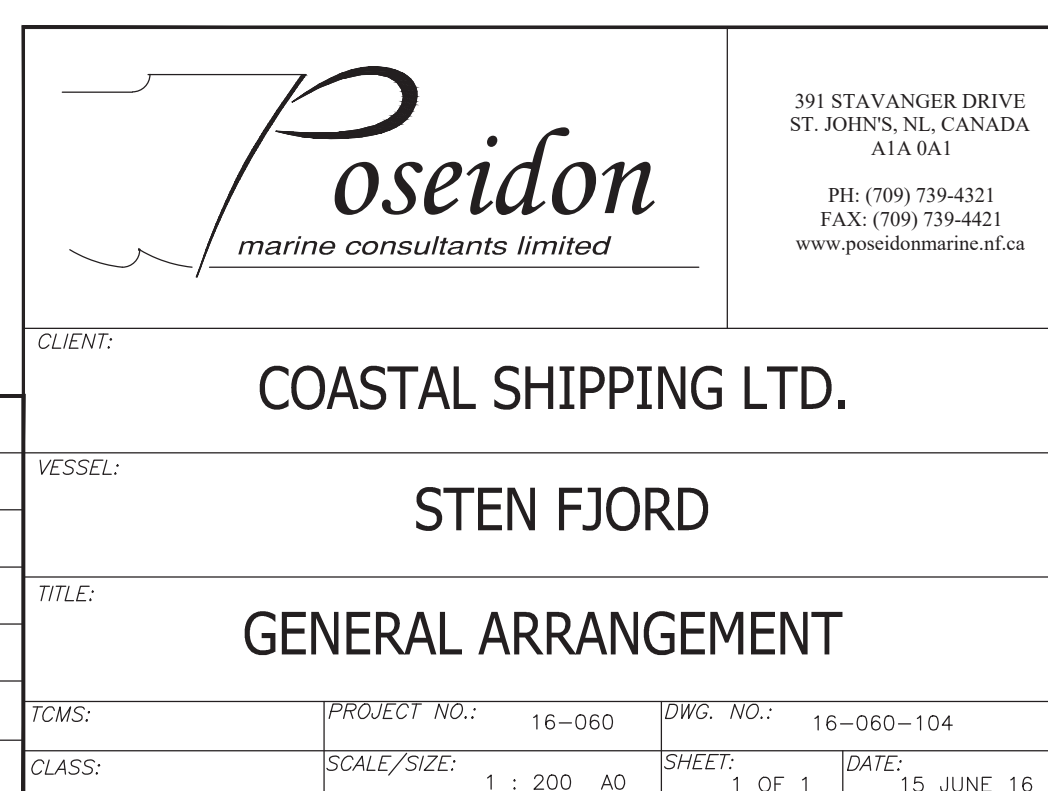 Poseidon
marine consultants limited
391 STAVANGER DRIVE
ST. JOHN'S, NL, CANADA
A1A 0A1
PH: (709) 739-4321
FAX: (709) 739-4421
www.poseidonmarine.nf.ca
CLIENT:
COASTAL SHIPPING LTD.
VESSEL:
STEN FJORD
TITLE:
GENERAL ARRANGEMENT
TCMS:
PROJECT NO.: 16-060
DWG. NO.: 16-060-104
CLASS:
SCALE/SIZE: 1 : 200 A0
SHEET: 1 OF 1
DATE: 15 JUNE 16